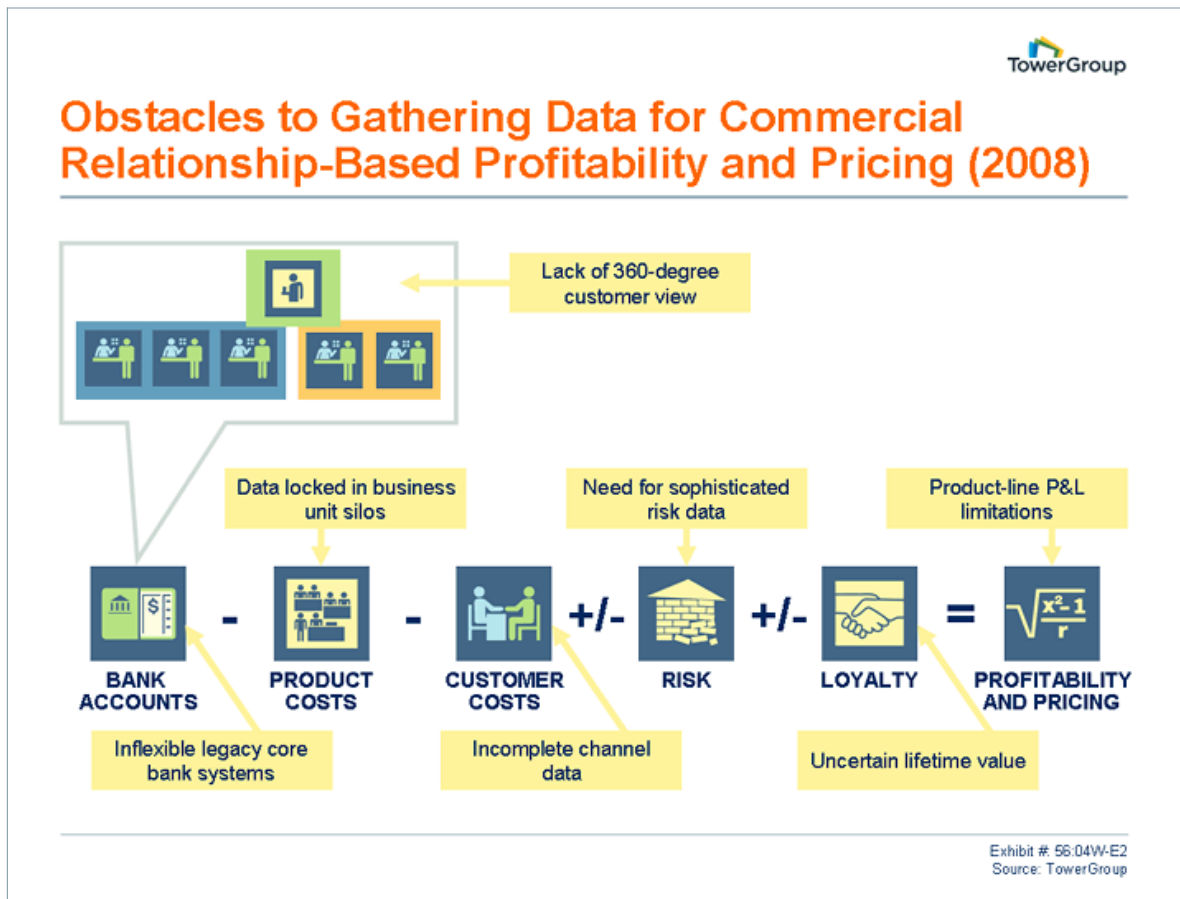 TowerGroup
Obstacles to Gathering Data for Commercial
Relationship-Based Profitability and Pricing (2008)
Lack of 360-degree
customer view
Data locked in business
unit silos
Need for sophisticated
risk data
Product-line P&L
limitations
$
-
-
+/-
+/-
=
√x²-1
r
BANK
ACCOUNTS
PRODUCT
COSTS
CUSTOMER
COSTS
RISK
LOYALTY
PROFITABILITY
AND PRICING
Inflexible legacy core
bank systems
Incomplete channel
data
Uncertain lifetime value
Exhibit #: 56:04W-E2
Source: TowerGroup